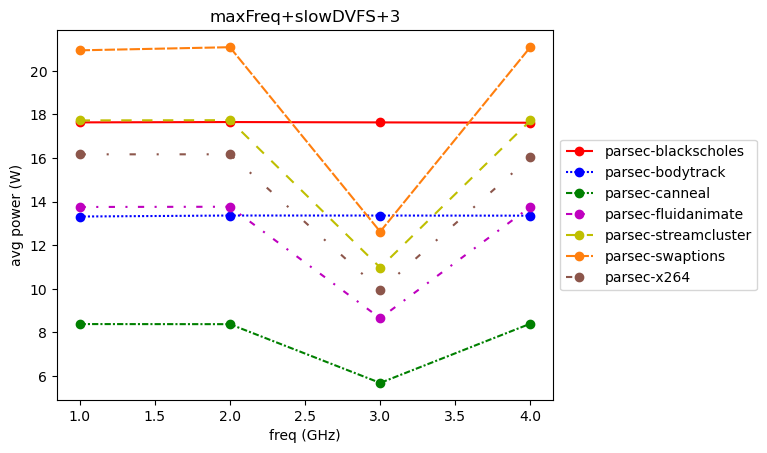 maxFreq+slowDVFS+3
avg power (W)
20
18
16
14
12
10
8
6
1.0
1.5
2.0
2.5
3.0
3.5
4.0
freq (GHz)
parsec-blackscholes
parsec-bodytrack
parsec-canneal
parsec-fluidanimate
parsec-streamcluster
parsec-swaptions
parsec-x264